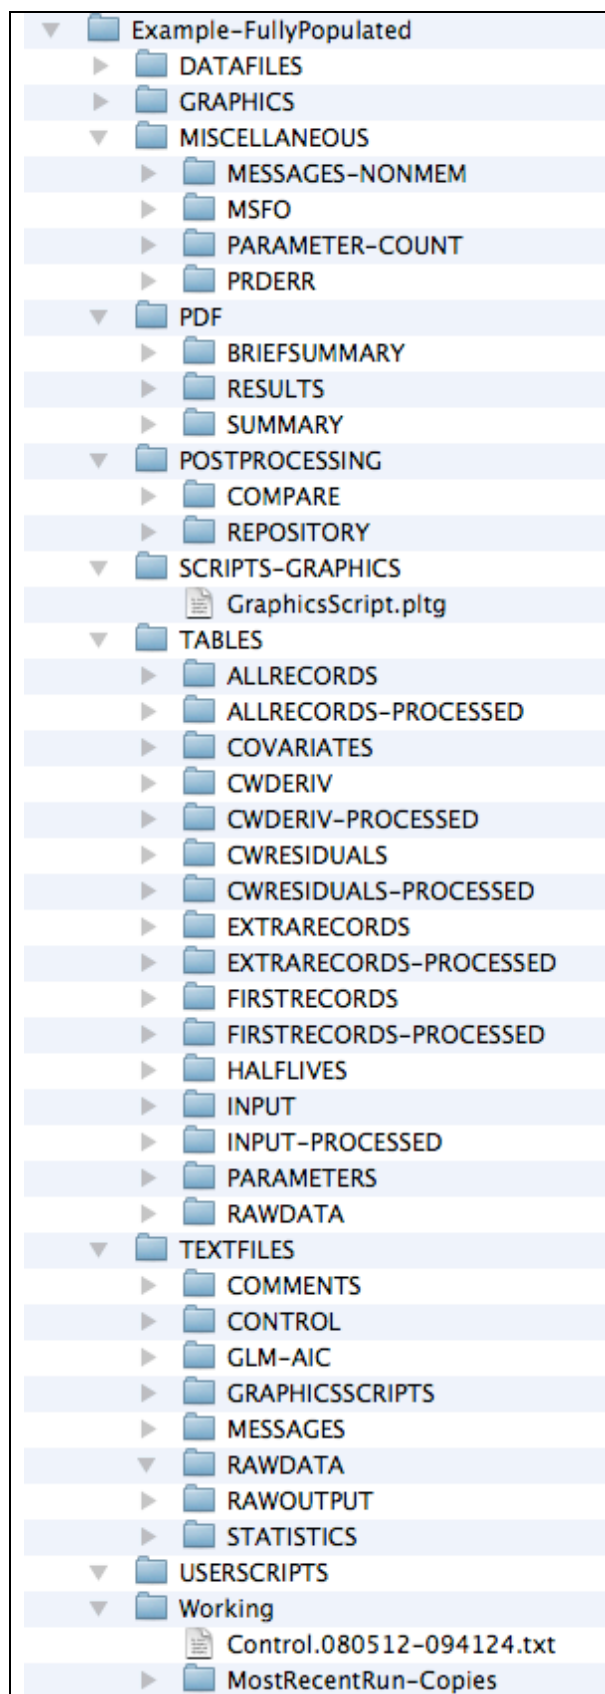 Example-FullyPopulated
DATAFILES
GRAPHICS
MISCELLANEOUS
MESSAGES-NONMEM
MSFO
PARAMETER-COUNT
PRDERR
PDF
BRIEFSUMMARY
RESULTS
SUMMARY
POSTPROCESSING
COMPARE
REPOSITORY
SCRIPTS-GRAPHICS
GraphicsScript.pltg
TABLES
ALLRECORDS
ALLRECORDS-PROCESSED
COVARIATES
CWDERIV
CWDERIV-PROCESSED
CWRESIDUALS
CWRESIDUALS-PROCESSED
EXTRARECORDS
EXTRARECORDS-PROCESSED
FIRSTRECORDS
FIRSTRECORDS-PROCESSED
HALFLIVES
INPUT
INPUT-PROCESSED
PARAMETERS
RAWDATA
TEXTFILES
COMMENTS
CONTROL
GLM-AIC
GRAPHICSSCRIPTS
MESSAGES
RAWDATA
RAWOUTPUT
STATISTICS
USERSCRIPTS
Working
Control.080512-094124.txt
MostRecentRun-Copies